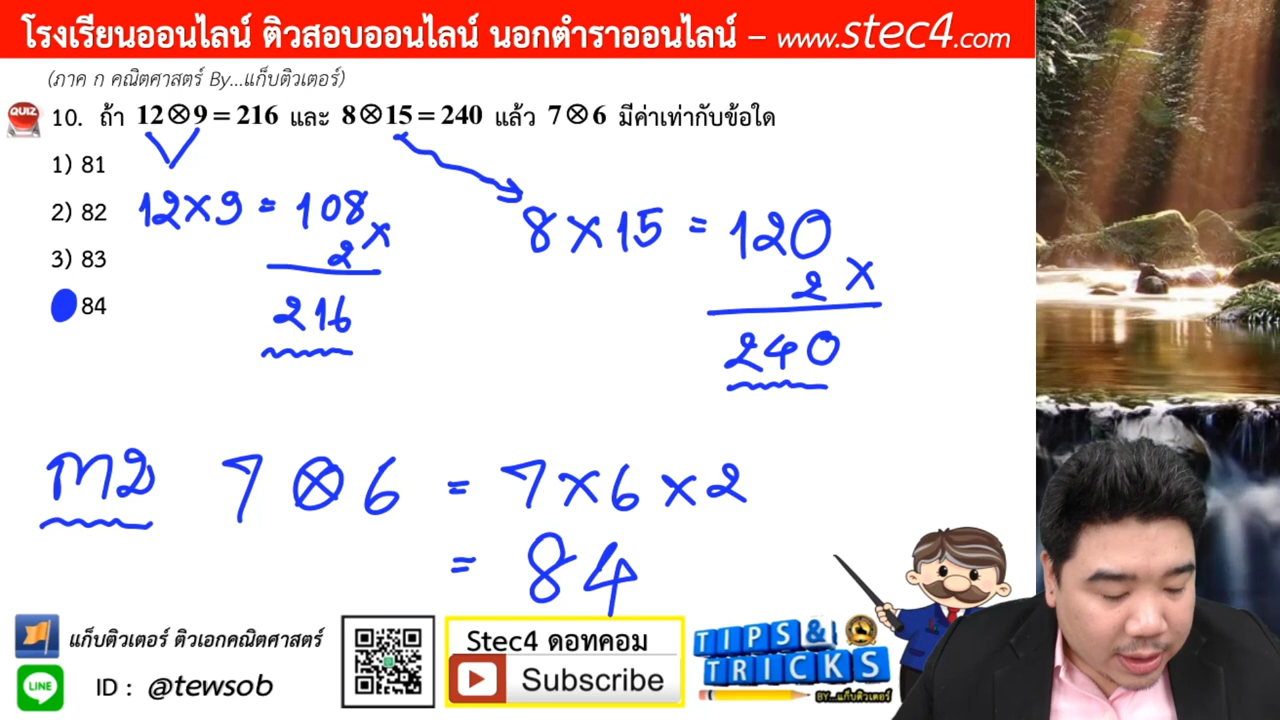 โรงเรียนออนไลน์ ติวสอบออนไลน์ นอกตำราออนไลน์ – www.stec4.com
(ภาค ก คณิตศาสตร์ By...แก็บติวเตอร์)
QUIZ 10. ถ้า 12⊗9=216 และ 8⊗15=240 แล้ว 7⊗6 มีค่าเท่ากับข้อใด
1) 81
2) 82
3) 83
84
12×9 = 108
× 2
216
8×15 = 120
× 2
240
7 ⊗ 6 = 7×6×2
= 84
แก็บติวเตอร์ ติวเอกคณิตศาสตร์
LINE ID : @tewsob
Stec4 ดอทคอม
Subscribe
TIPS &
TRICKS
BY...แก็บติวเตอร์